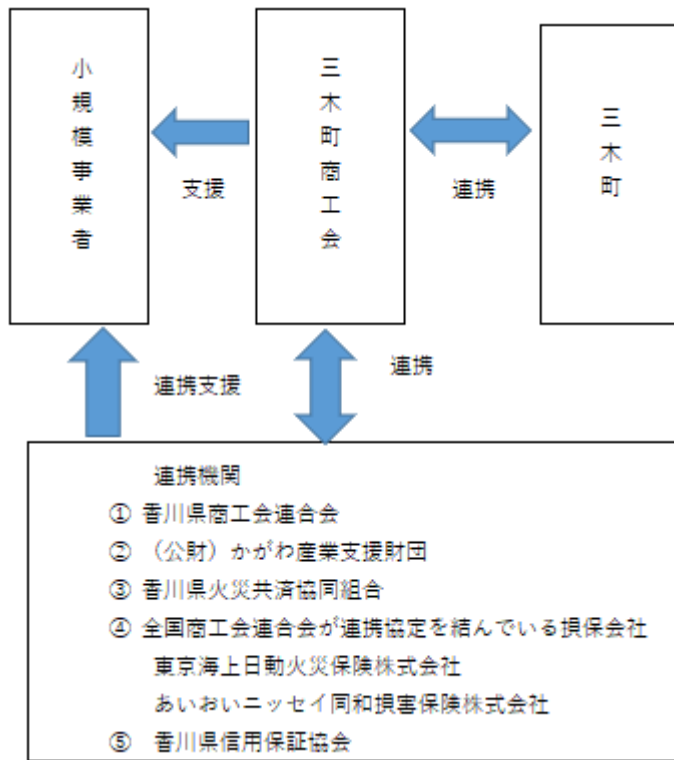 小規模事業者
三木町商工会
三木町
支援
連携
連携支援
連携
連携機関
① 香川県商工会連合会
② (公財) かがわ産業支援財団
③ 香川県火災共済協同組合
④ 全国商工会連合会が連携協定を結んでいる損保会社
東京海上日動火災保険株式会社
あいおいニッセイ同和損害保険株式会社
⑤ 香川県信用保証協会